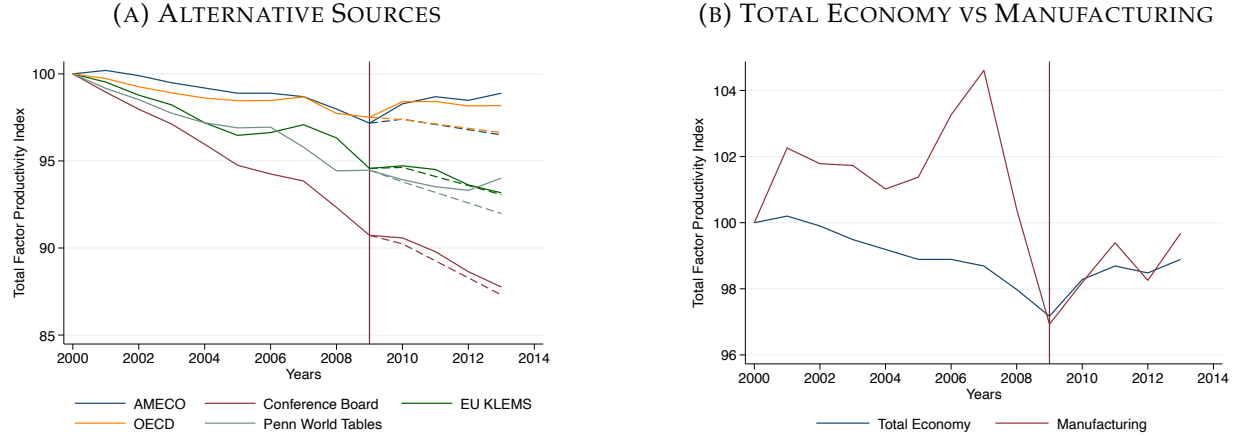 (A) ALTERNATIVE SOURCES
Total Factor Productivity Index
100
95
90
85
2000 2002 2004 2006 2008 2010 2012 2014
Years
AMECO Conference Board EU KLEMS
OECD Penn World Tables
(B) TOTAL ECONOMY VS MANUFACTURING
Total Factor Productivity Index
104
102
100
98
96
2000 2002 2004 2006 2008 2010 2012 2014
Years
Total Economy Manufacturing